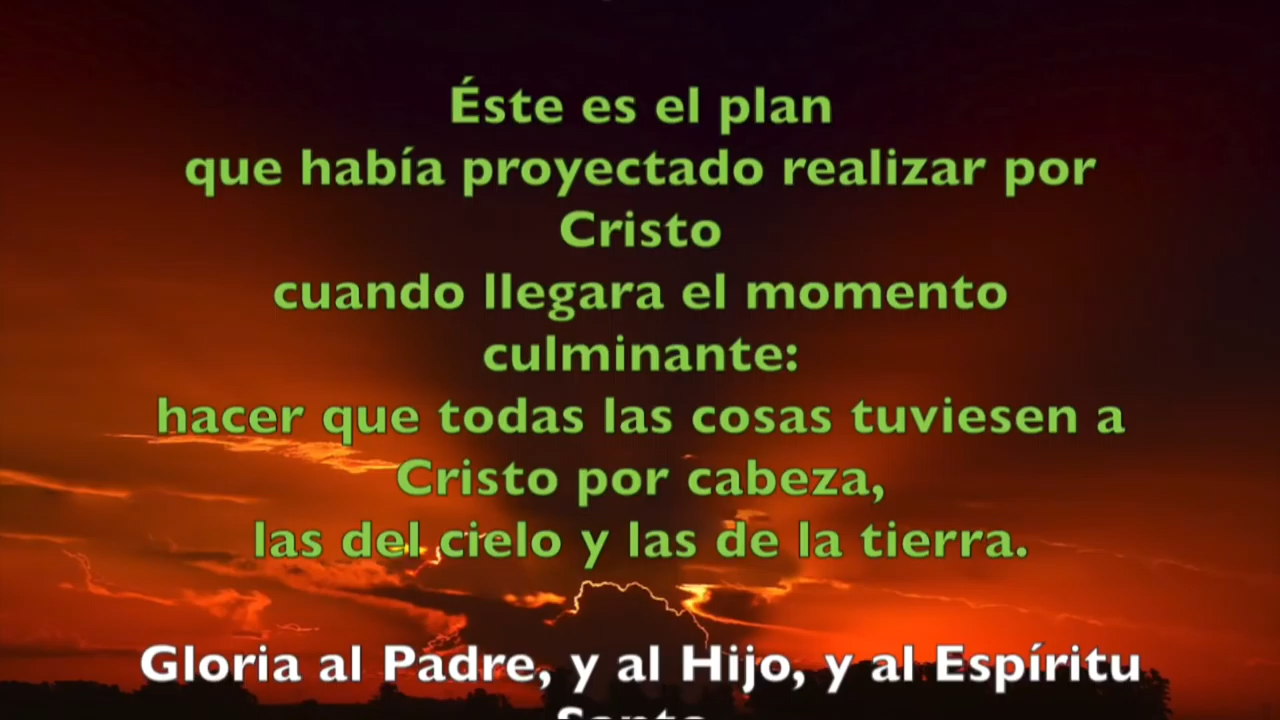 Éste es el plan
que había proyectado realizar por
Cristo
cuando llegara el momento
culminante:
hacer que todas las cosas tuviesen a
Cristo por cabeza,
las del cielo y las de la tierra.
Gloria al Padre, y al Hijo, y al Espíritu